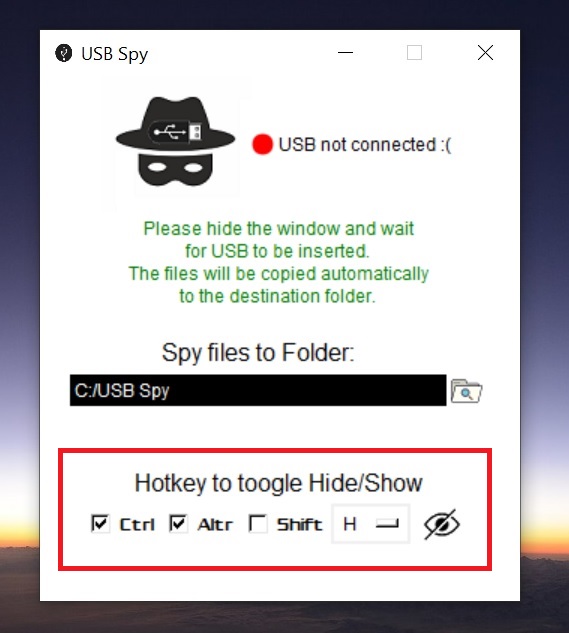 USB Spy
USB not connected :(
Please hide the window and wait
for USB to be inserted.
The files will be copied automatically
to the destination folder.
Spy files to Folder:
C:/USB Spy
Hotkey to toogle Hide/Show
Ctrl Altr Shift H